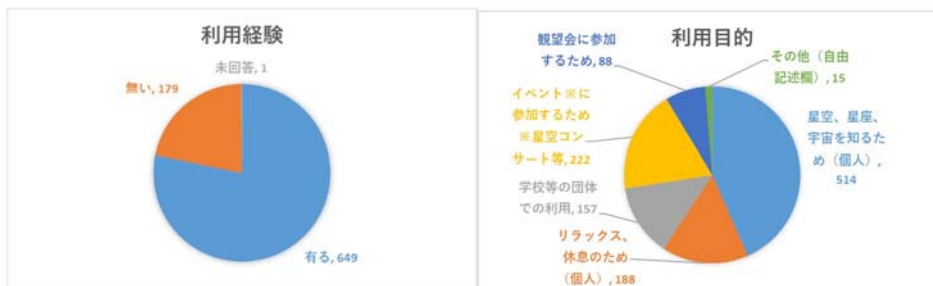 利用経験
未回答, 1
無い, 179
有る, 649
利用目的
観望会に参加
するため, 88
その他（自由
記述欄）, 15
イベント※に
参加するため
※星空コン
サート等, 222
星空、星座、
宇宙を知るた
め（個人）,
514
学校等の団体
での利用, 157
リラックス、
休息のため
（個人）, 188